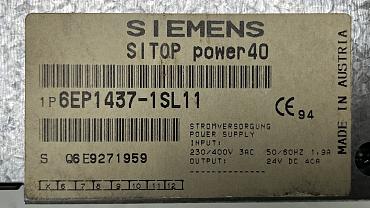 SIEMENS
SITOP power40
1P 6EP1437-1SL11
CE 94
MADE IN AUSTRIA
STROMVERSORGUNG
POWER SUPPLY
INPUT:
230/400V 3AC 50/60HZ 1,9A
OUTPUT: 24V DC 40A
S Q6E9271959
X 6 7 8 9 10 11 12